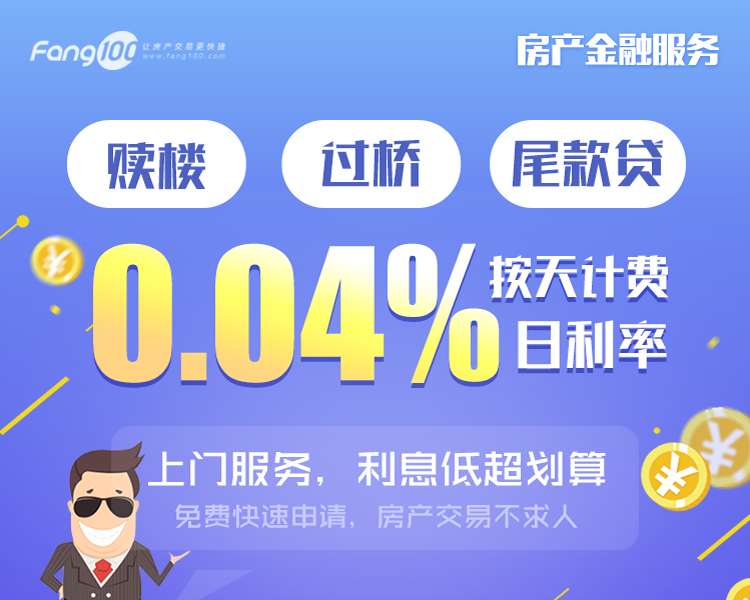 Fang100 让房产交易更快捷
www.fang100.com
房产金融服务
赎楼 过桥 尾款贷
0.04% 按天计费
日利率
上门服务，利息低超划算
免费快速申请，房产交易不求人